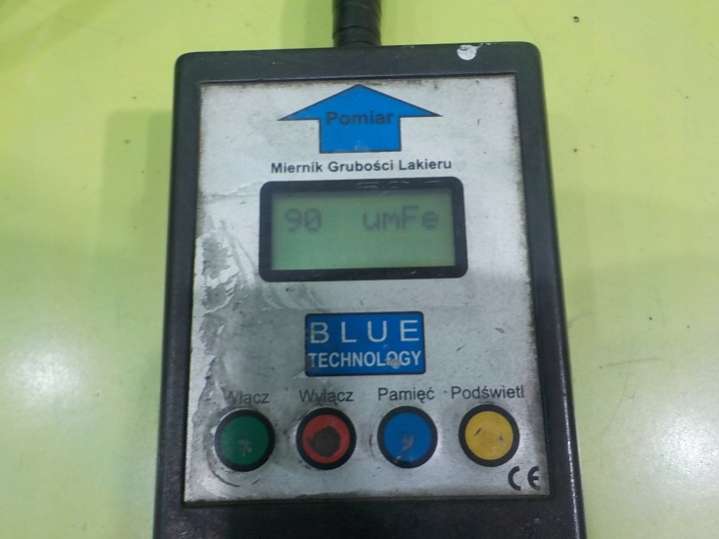 Pomiar
Miernik Grubości Lakieru
90 umFe
BLUE
TECHNOLOGY
Włącz Wyłącz Pamięć Podświetl
CE